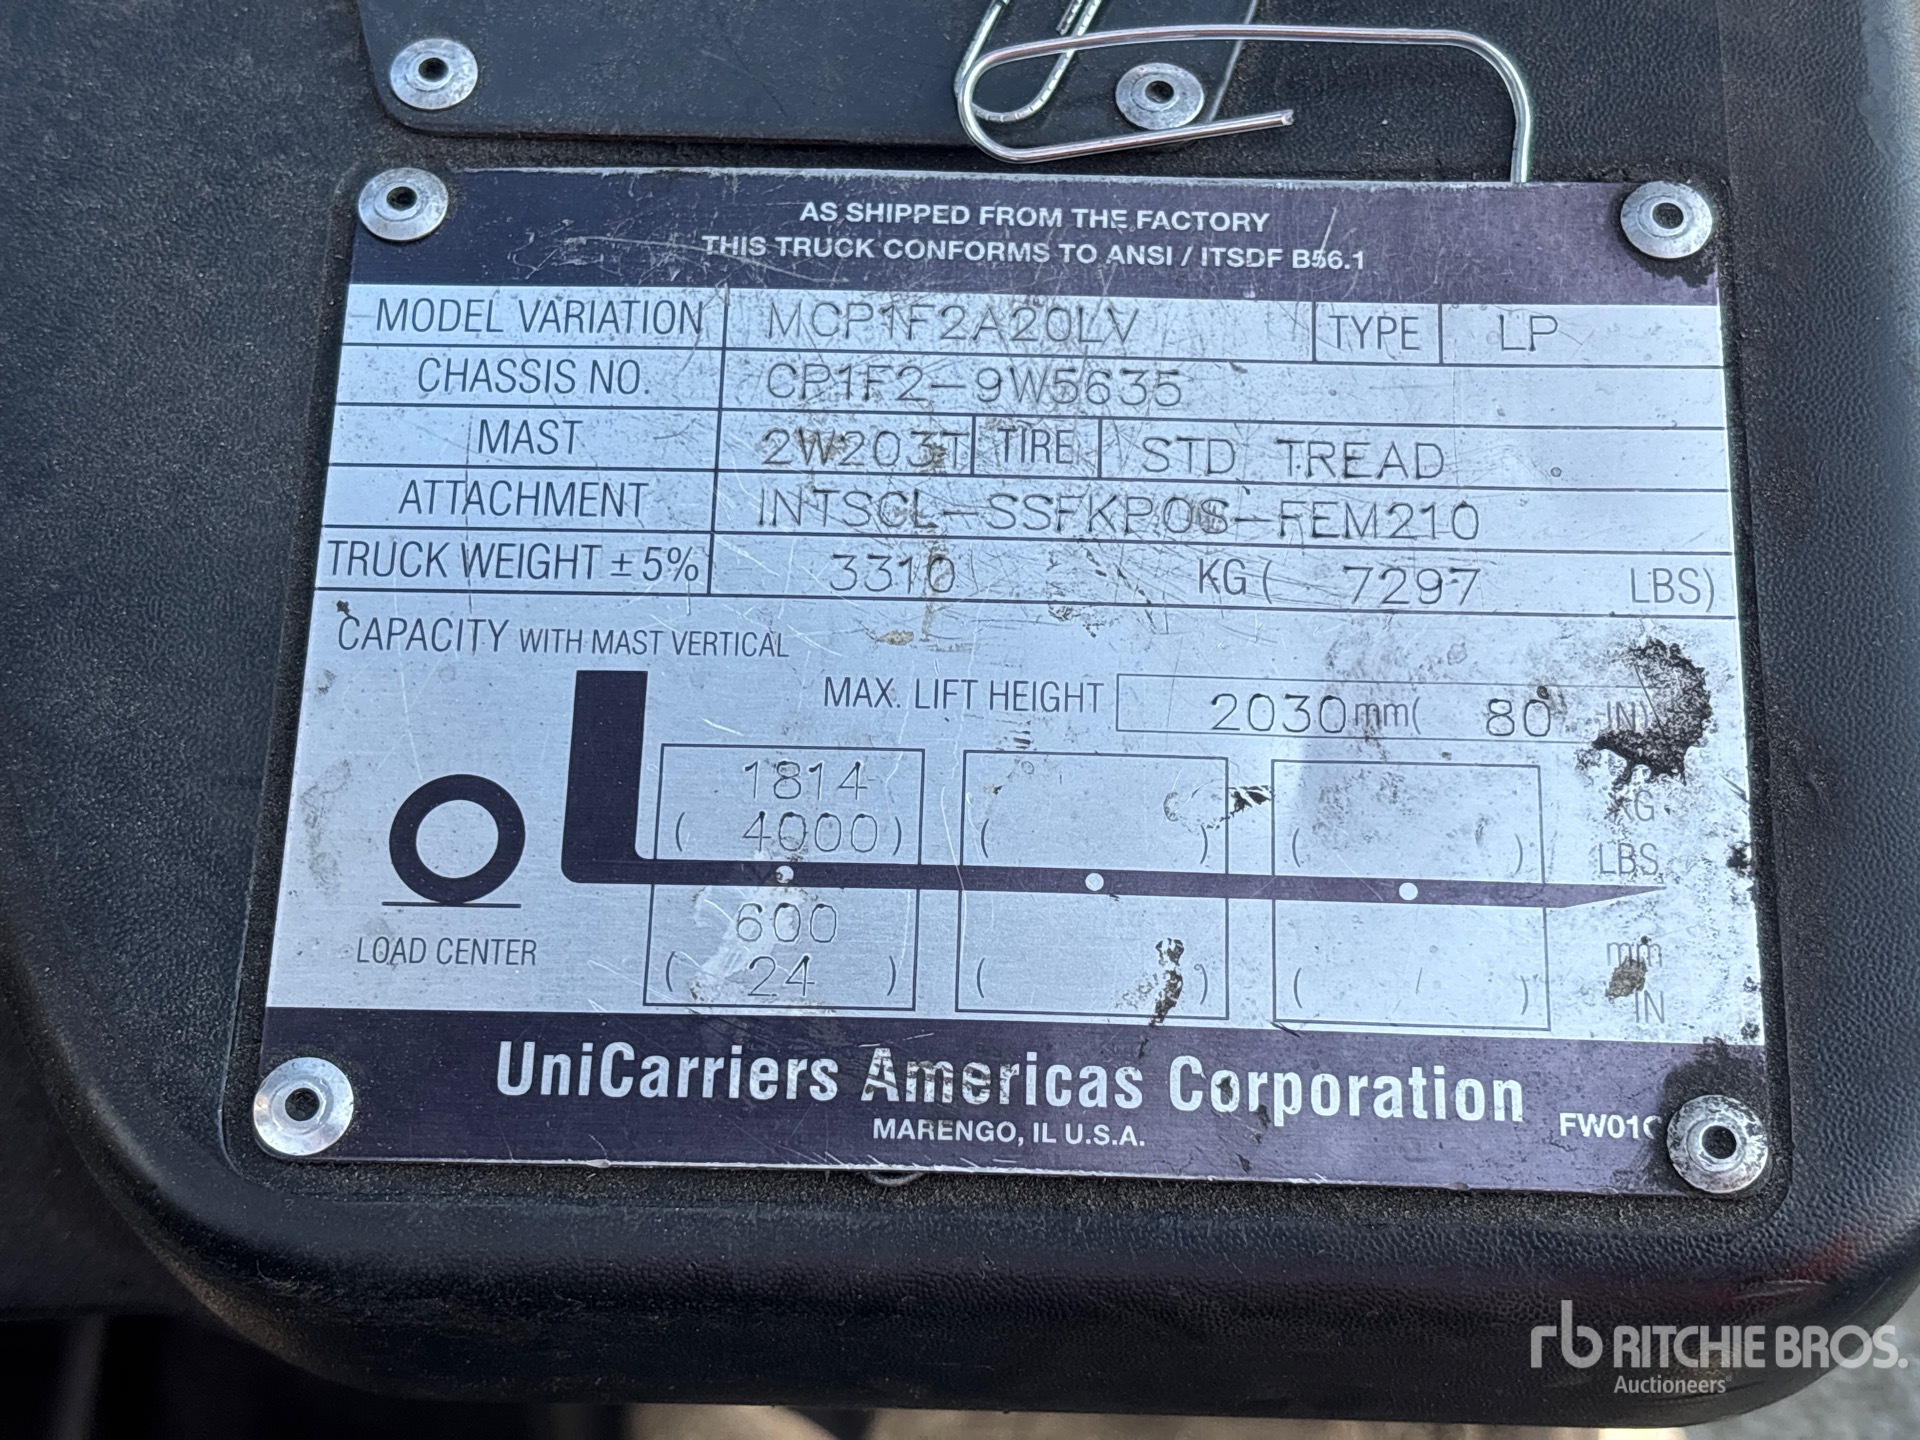 AS SHIPPED FROM THE FACTORY
THIS TRUCK CONFORMS TO ANSI / ITSDF B56.1
MODEL VARIATION MCP1F2A20LV TYPE LP
CHASSIS NO. CP1F2-9W5635
MAST 2W203T TIRE STD TREAD
ATTACHMENT INTSCL-SSFKPOS-FEM210
TRUCK WEIGHT ± 5% 3310 KG ( 7297 LBS)
CAPACITY WITH MAST VERTICAL
MAX. LIFT HEIGHT 2030 mm( 80 IN)
1814 KG
( 4000) ( ) ( ) LBS
600 mm
LOAD CENTER ( 24 ) ( ) ( ) IN
UniCarriers Americas Corporation
MARENGO, IL U.S.A.
rb RITCHIE BROS.
Auctioneers